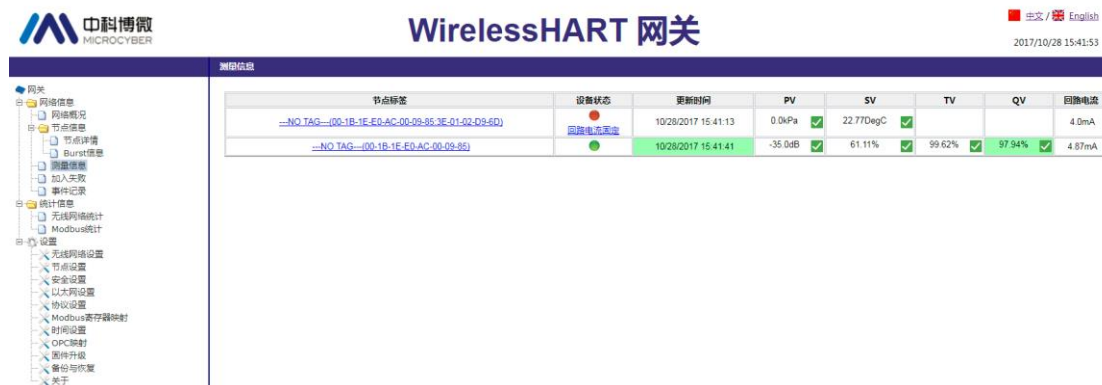 中科博微
MICROCYBER
WirelessHART 网关
中文 / English
2017/10/28 15:41:53
测量信息
网关
网络信息
网络概况
节点信息
节点详情
Burst信息
测量信息
加入失败
事件记录
统计信息
无线网络统计
Modbus统计
设置
无线网络设置
节点设置
安全设置
以太网设置
协议设置
Modbus寄存器映射
时间设置
OPC映射
固件升级
备份与恢复
关于
节点标签 设备状态 更新时间 PV SV TV QV 回路电流
---NO TAG---(00-1B-1E-E0-AC-00-09-85:3E-01-02-D9-6D) 回路电流固定 10/28/2017 15:41:13 0.0kPa 22.77DegC 4.0mA
---NO TAG---(00-1B-1E-E0-AC-00-09-85) 10/28/2017 15:41:41 -35.0dB 61.11% 99.62% 97.94% 4.87mA